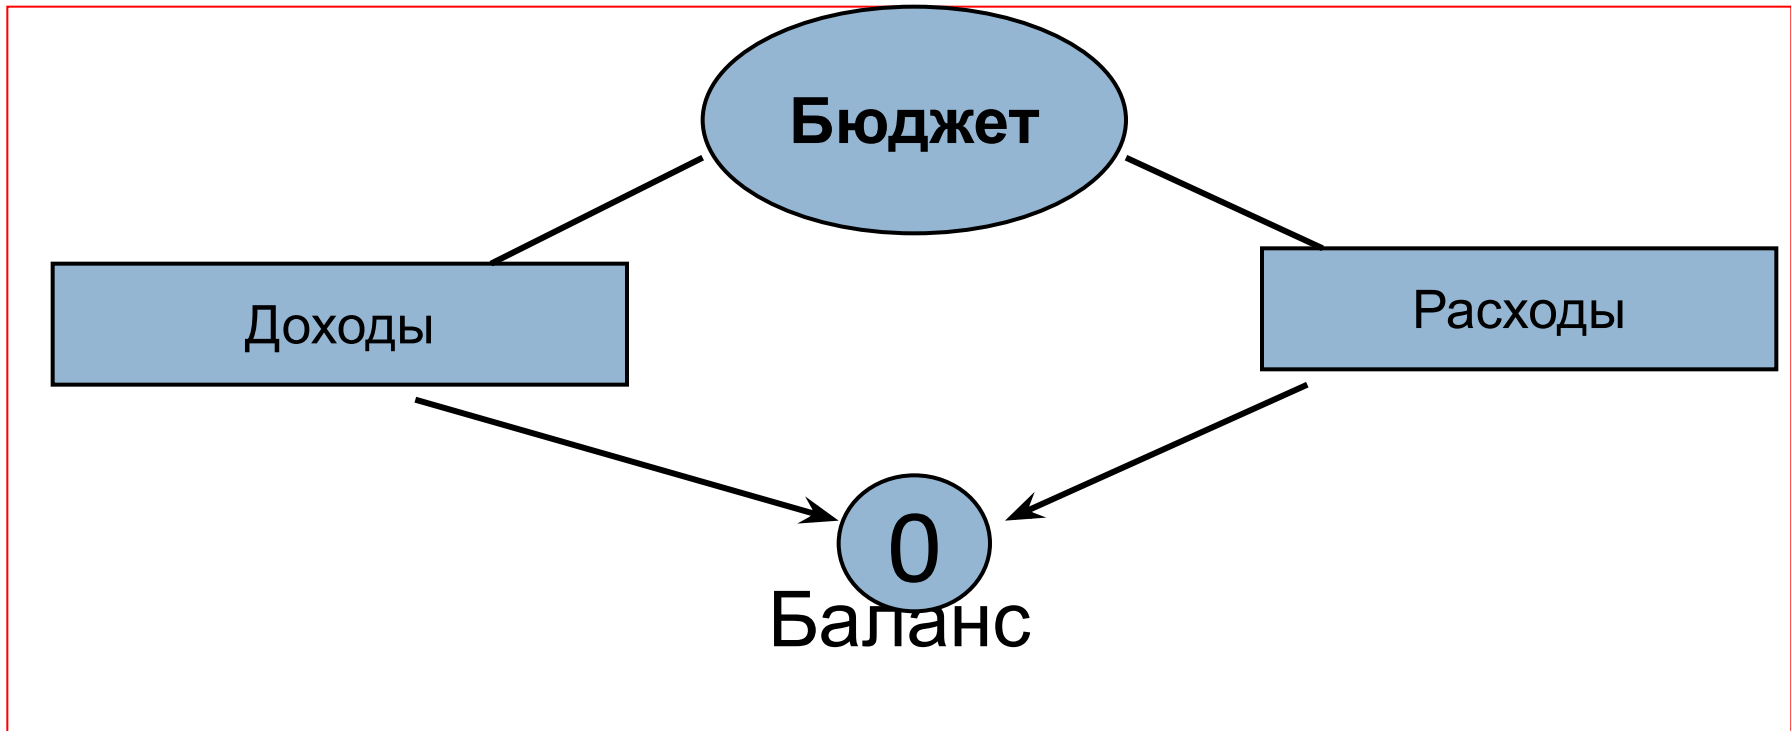 Бюджет
Доходы
Расходы
0
Баланс